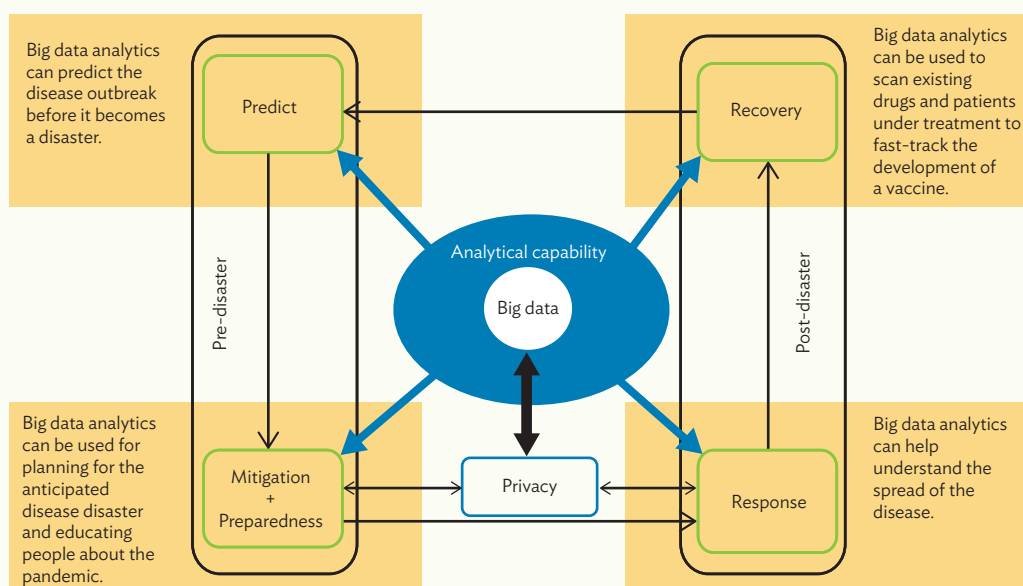 Big data analytics
can predict the
disease outbreak
before it becomes
a disaster.
Predict
Recovery
Big data analytics
can be used to
scan existing
drugs and patients
under treatment to
fast-track the
development of
a vaccine.
Pre-disaster
Analytical capability
Big data
Post-disaster
Big data analytics
can be used for
planning for the
anticipated
disease disaster
and educating
people about the
pandemic.
Mitigation
+
Preparedness
Privacy
Response
Big data analytics
can help
understand the
spread of the
disease.